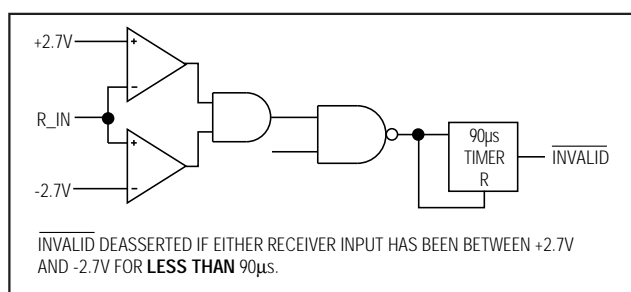 +2.7V
R_IN
-2.7V
90μs
TIMER
R
INVALID
INVALID DEASSERTED IF EITHER RECEIVER INPUT HAS BEEN BETWEEN +2.7V
AND -2.7V FOR LESS THAN 90μs.